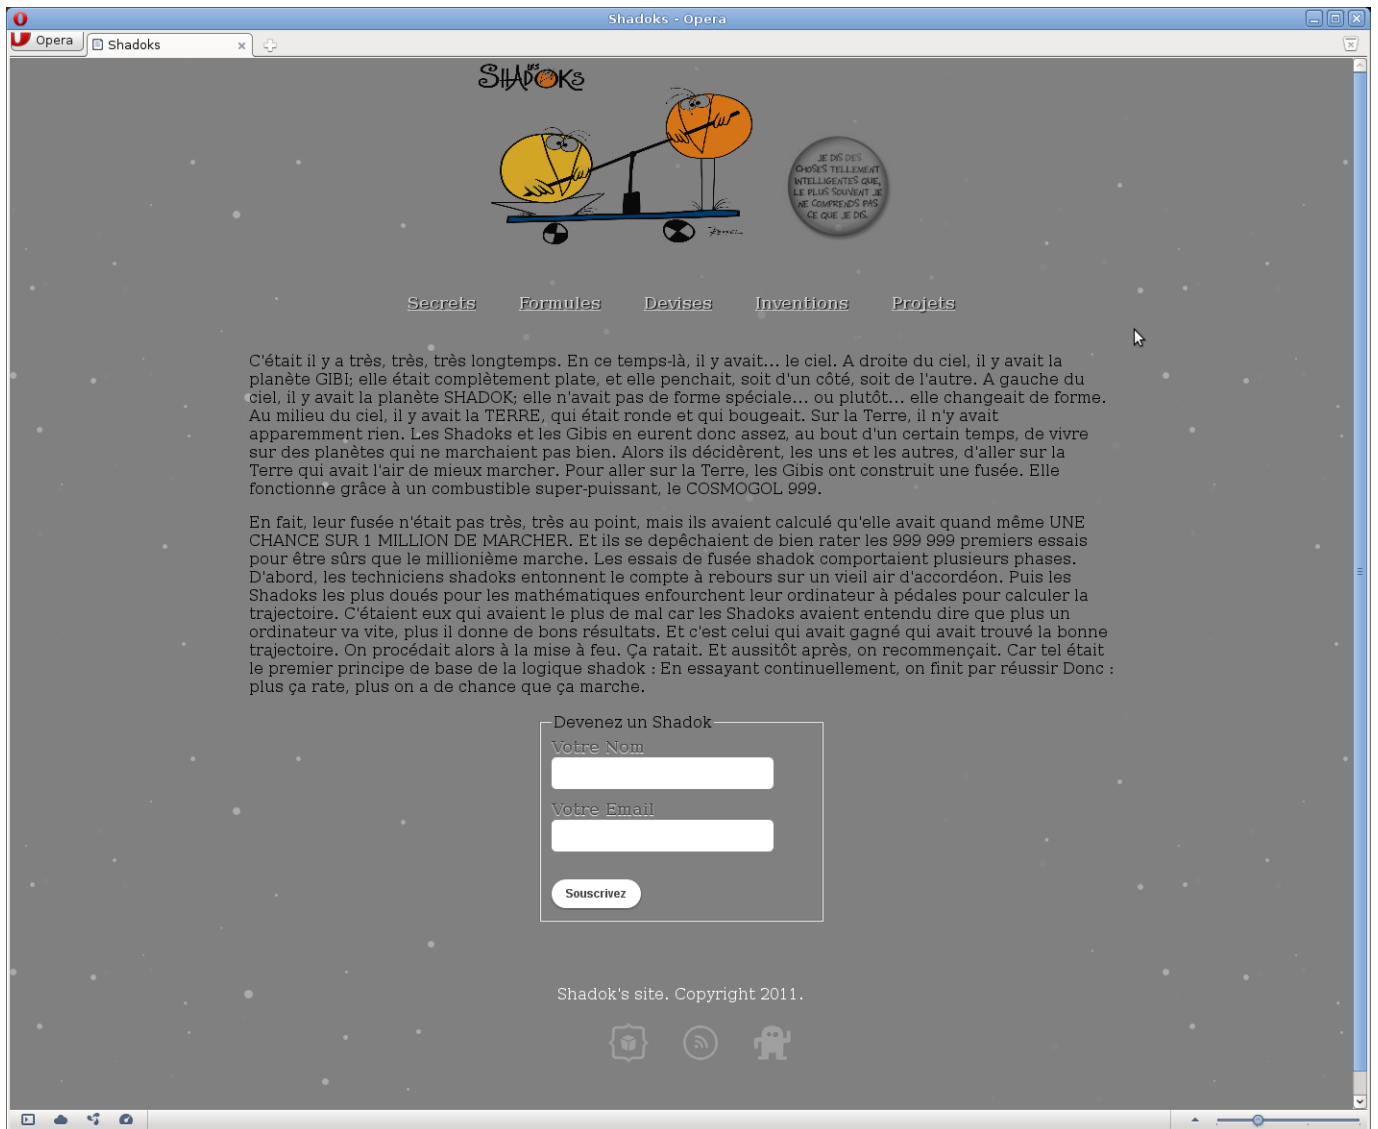 Shadoks - Opera
Opera
Shadoks
LES
SHADOKS
JE DIS DES
CHOSES TELLEMENT
INTELLIGENTES QUE,
LE PLUS SOUVENT JE
NE COMPRENDS PAS
CE QUE JE DIS.
Secrets Formules Devises Inventions Projets
C'était il y a très, très, très longtemps. En ce temps-là, il y avait... le ciel. A droite du ciel, il y avait la
planète GIBI; elle était complètement plate, et elle penchait, soit d'un côté, soit de l'autre. A gauche du
ciel, il y avait la planète SHADOK; elle n'avait pas de forme spéciale... ou plutôt... elle changeait de forme.
Au milieu du ciel, il y avait la TERRE, qui était ronde et qui bougeait. Sur la Terre, il n'y avait
apparemment rien. Les Shadoks et les Gibis en eurent donc assez, au bout d'un certain temps, de vivre
sur des planètes qui ne marchaient pas bien. Alors ils décidèrent, les uns et les autres, d'aller sur la
Terre qui avait l'air de mieux marcher. Pour aller sur la Terre, les Gibis ont construit une fusée. Elle
fonctionne grâce à un combustible super-puissant, le COSMOGOL 999.
En fait, leur fusée n'était pas très, très au point, mais ils avaient calculé qu'elle avait quand même UNE
CHANCE SUR 1 MILLION DE MARCHER. Et ils se depêchaient de bien rater les 999 999 premiers essais
pour être sûrs que le millionième marche. Les essais de fusée shadok comportaient plusieurs phases.
D'abord, les techniciens shadoks entonnent le compte à rebours sur un vieil air d'accordéon. Puis les
Shadoks les plus doués pour les mathématiques enfourchent leur ordinateur à pédales pour calculer la
trajectoire. C'étaient eux qui avaient le plus de mal car les Shadoks avaient entendu dire que plus un
ordinateur va vite, plus il donne de bons résultats. Et c'est celui qui avait gagné qui avait trouvé la bonne
trajectoire. On procédait alors à la mise à feu. Ça ratait. Et aussitôt après, on recommençait. Car tel était
le premier principe de base de la logique shadok : En essayant continuellement, on finit par réussir Donc :
plus ça rate, plus on a de chance que ça marche.
Devenez un Shadok
Votre Nom
Votre Email
Souscrivez
Shadok's site. Copyright 2011.